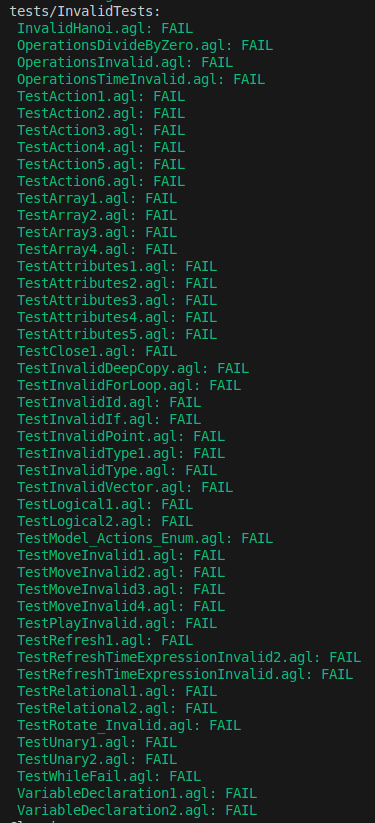 tests/InvalidTests:
InvalidHanoi.agl: FAIL
OperationsDivideByZero.agl: FAIL
OperationsInvalid.agl: FAIL
OperationsTimeInvalid.agl: FAIL
TestAction1.agl: FAIL
TestAction2.agl: FAIL
TestAction3.agl: FAIL
TestAction4.agl: FAIL
TestAction5.agl: FAIL
TestAction6.agl: FAIL
TestArray1.agl: FAIL
TestArray2.agl: FAIL
TestArray3.agl: FAIL
TestArray4.agl: FAIL
TestAttributes1.agl: FAIL
TestAttributes2.agl: FAIL
TestAttributes3.agl: FAIL
TestAttributes4.agl: FAIL
TestAttributes5.agl: FAIL
TestClose1.agl: FAIL
TestInvalidDeepCopy.agl: FAIL
TestInvalidForLoop.agl: FAIL
TestInvalidId.agl: FAIL
TestInvalidIf.agl: FAIL
TestInvalidPoint.agl: FAIL
TestInvalidType1.agl: FAIL
TestInvalidType.agl: FAIL
TestInvalidVector.agl: FAIL
TestLogical1.agl: FAIL
TestLogical2.agl: FAIL
TestModel_Actions_Enum.agl: FAIL
TestMoveInvalid1.agl: FAIL
TestMoveInvalid2.agl: FAIL
TestMoveInvalid3.agl: FAIL
TestMoveInvalid4.agl: FAIL
TestPlayInvalid.agl: FAIL
TestRefresh1.agl: FAIL
TestRefreshTimeExpressionInvalid2.agl: FAIL
TestRefreshTimeExpressionInvalid.agl: FAIL
TestRelational1.agl: FAIL
TestRelational2.agl: FAIL
TestRotate_Invalid.agl: FAIL
TestUnary1.agl: FAIL
TestUnary2.agl: FAIL
TestWhileFail.agl: FAIL
VariableDeclaration1.agl: FAIL
VariableDeclaration2.agl: FAIL